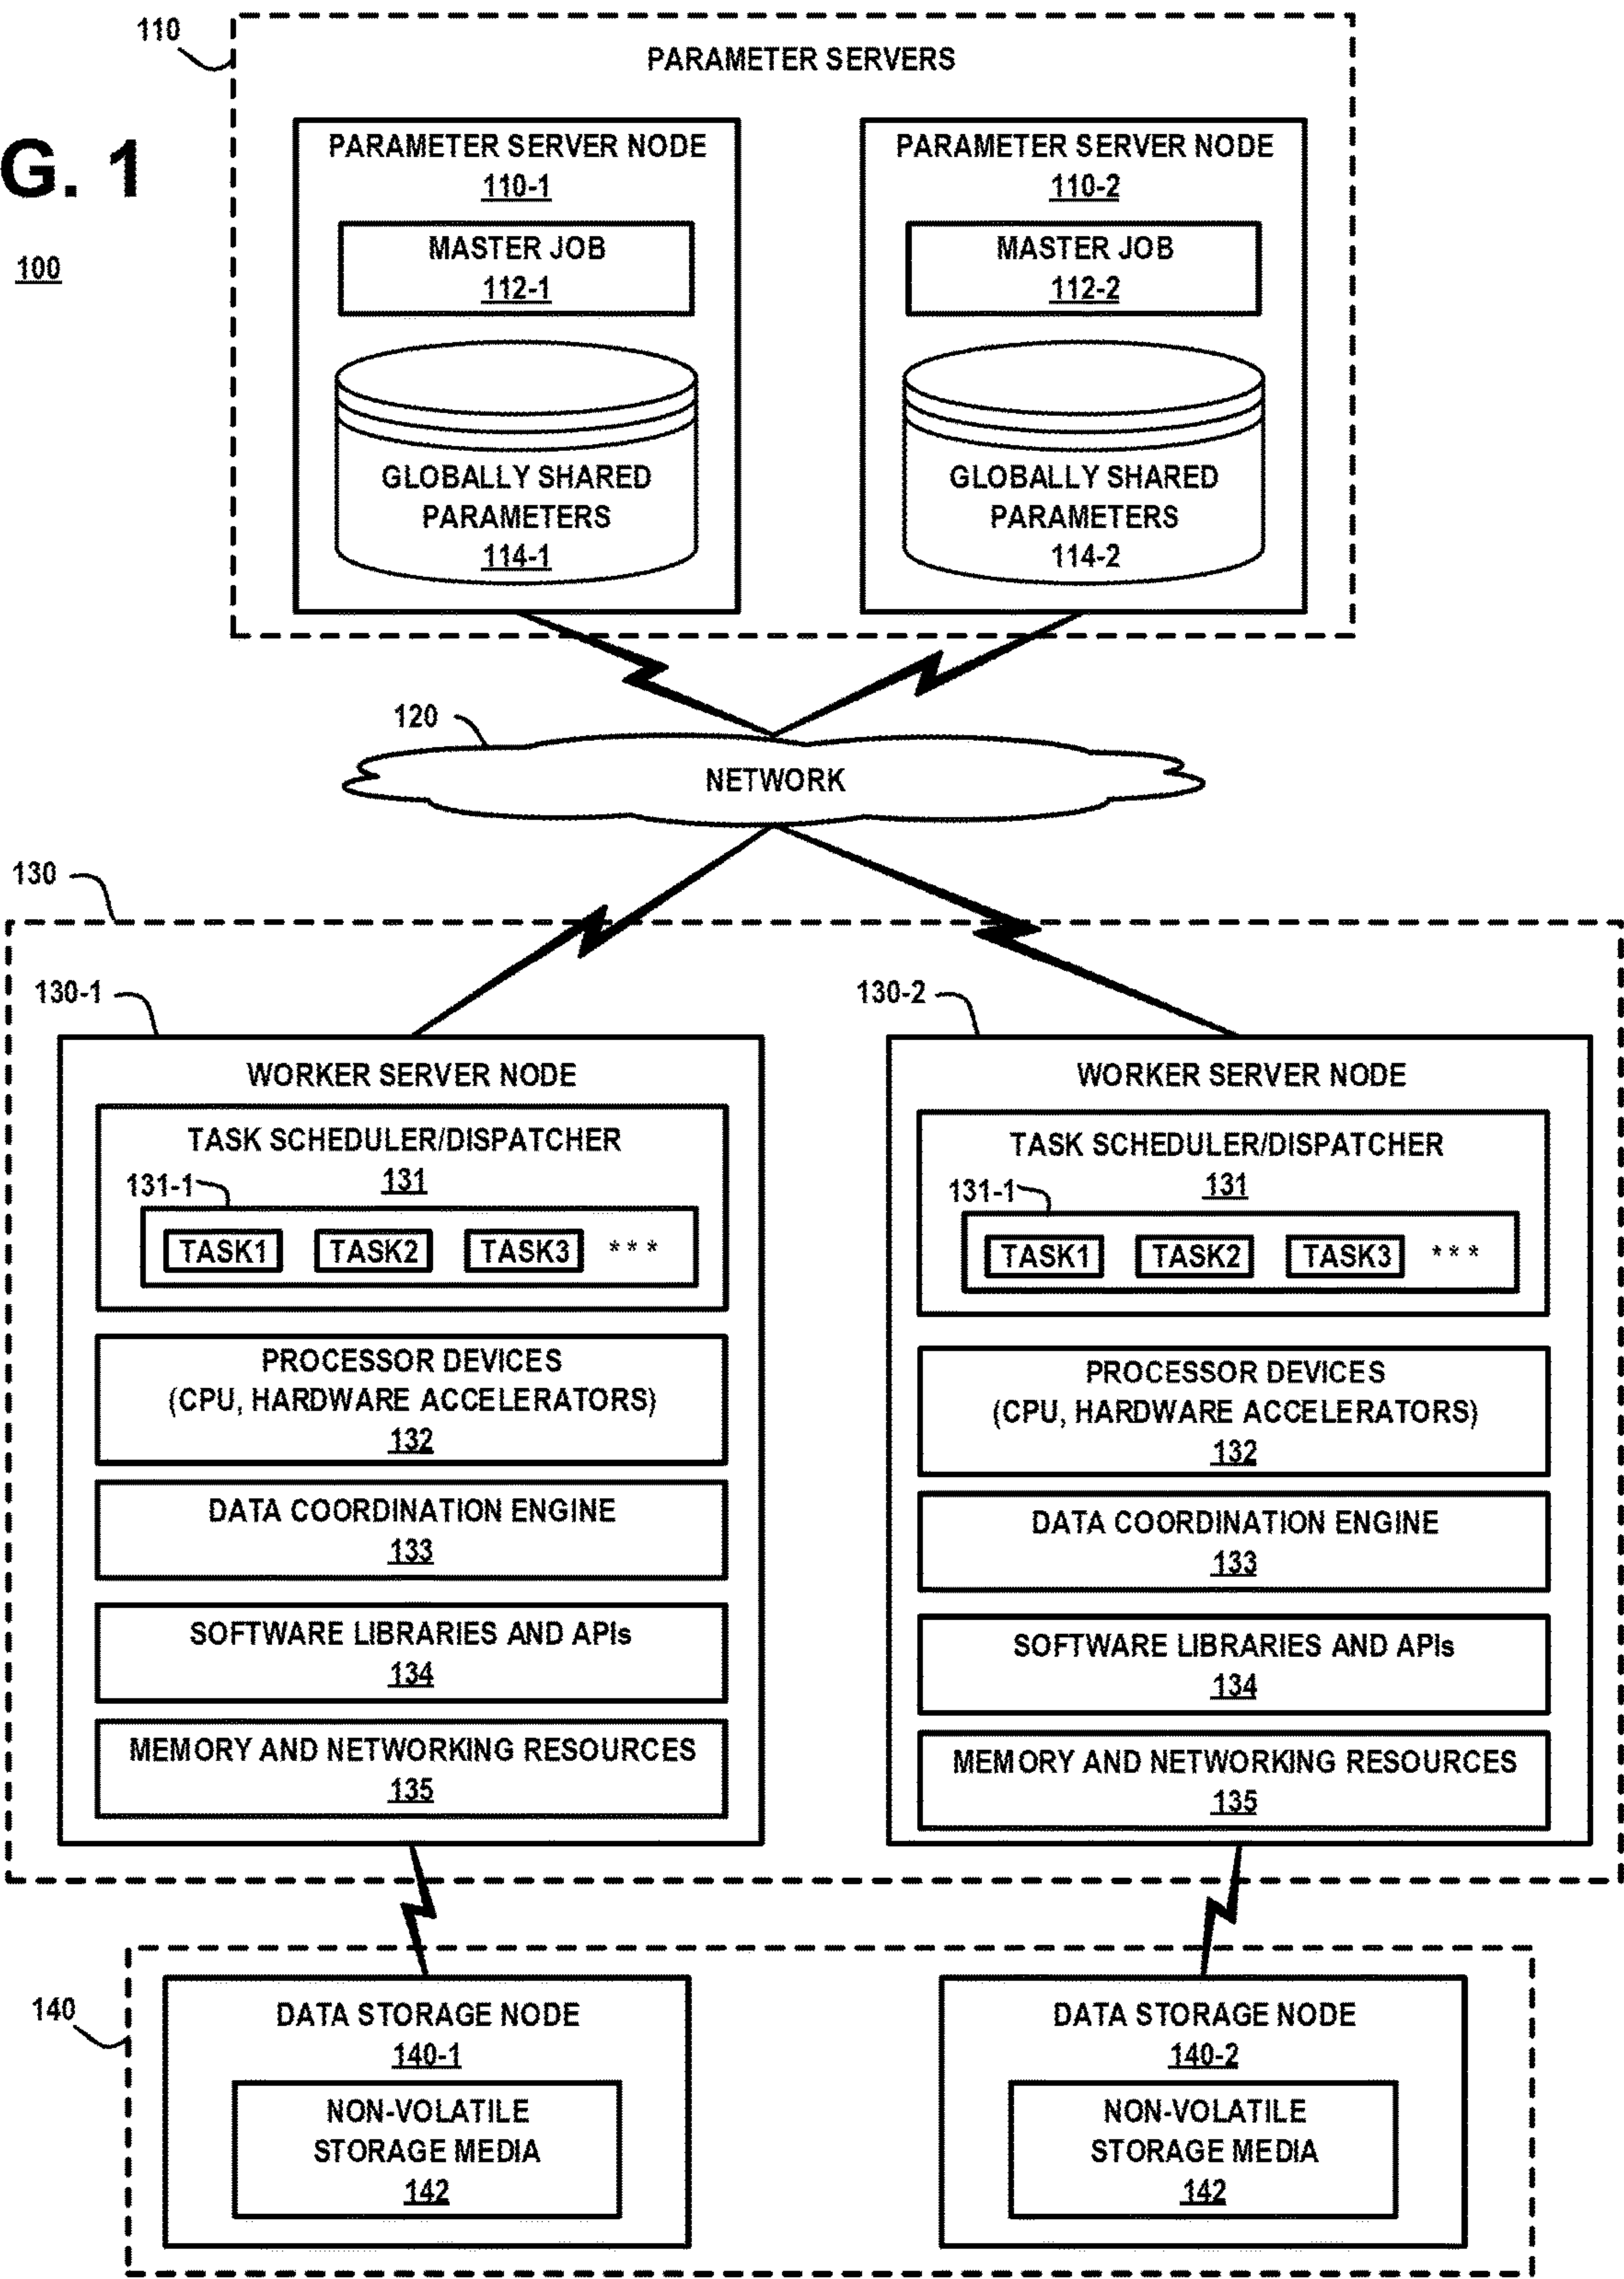 110
PARAMETER SERVERS
G. 1
100
PARAMETER SERVER NODE
110-1
MASTER JOB
112-1
GLOBALLY SHARED
PARAMETERS
114-1
PARAMETER SERVER NODE
110-2
MASTER JOB
112-2
GLOBALLY SHARED
PARAMETERS
114-2
120
NETWORK
130
130-1
WORKER SERVER NODE
TASK SCHEDULER/DISPATCHER
131
131-1
TASK1 TASK2 TASK3 ***
PROCESSOR DEVICES
(CPU, HARDWARE ACCELERATORS)
132
DATA COORDINATION ENGINE
133
SOFTWARE LIBRARIES AND APIs
134
MEMORY AND NETWORKING RESOURCES
135
130-2
WORKER SERVER NODE
TASK SCHEDULER/DISPATCHER
131
131-1
TASK1 TASK2 TASK3 ***
PROCESSOR DEVICES
(CPU, HARDWARE ACCELERATORS)
132
DATA COORDINATION ENGINE
133
SOFTWARE LIBRARIES AND APIs
134
MEMORY AND NETWORKING RESOURCES
135
140
DATA STORAGE NODE
140-1
NON-VOLATILE
STORAGE MEDIA
142
DATA STORAGE NODE
140-2
NON-VOLATILE
STORAGE MEDIA
142